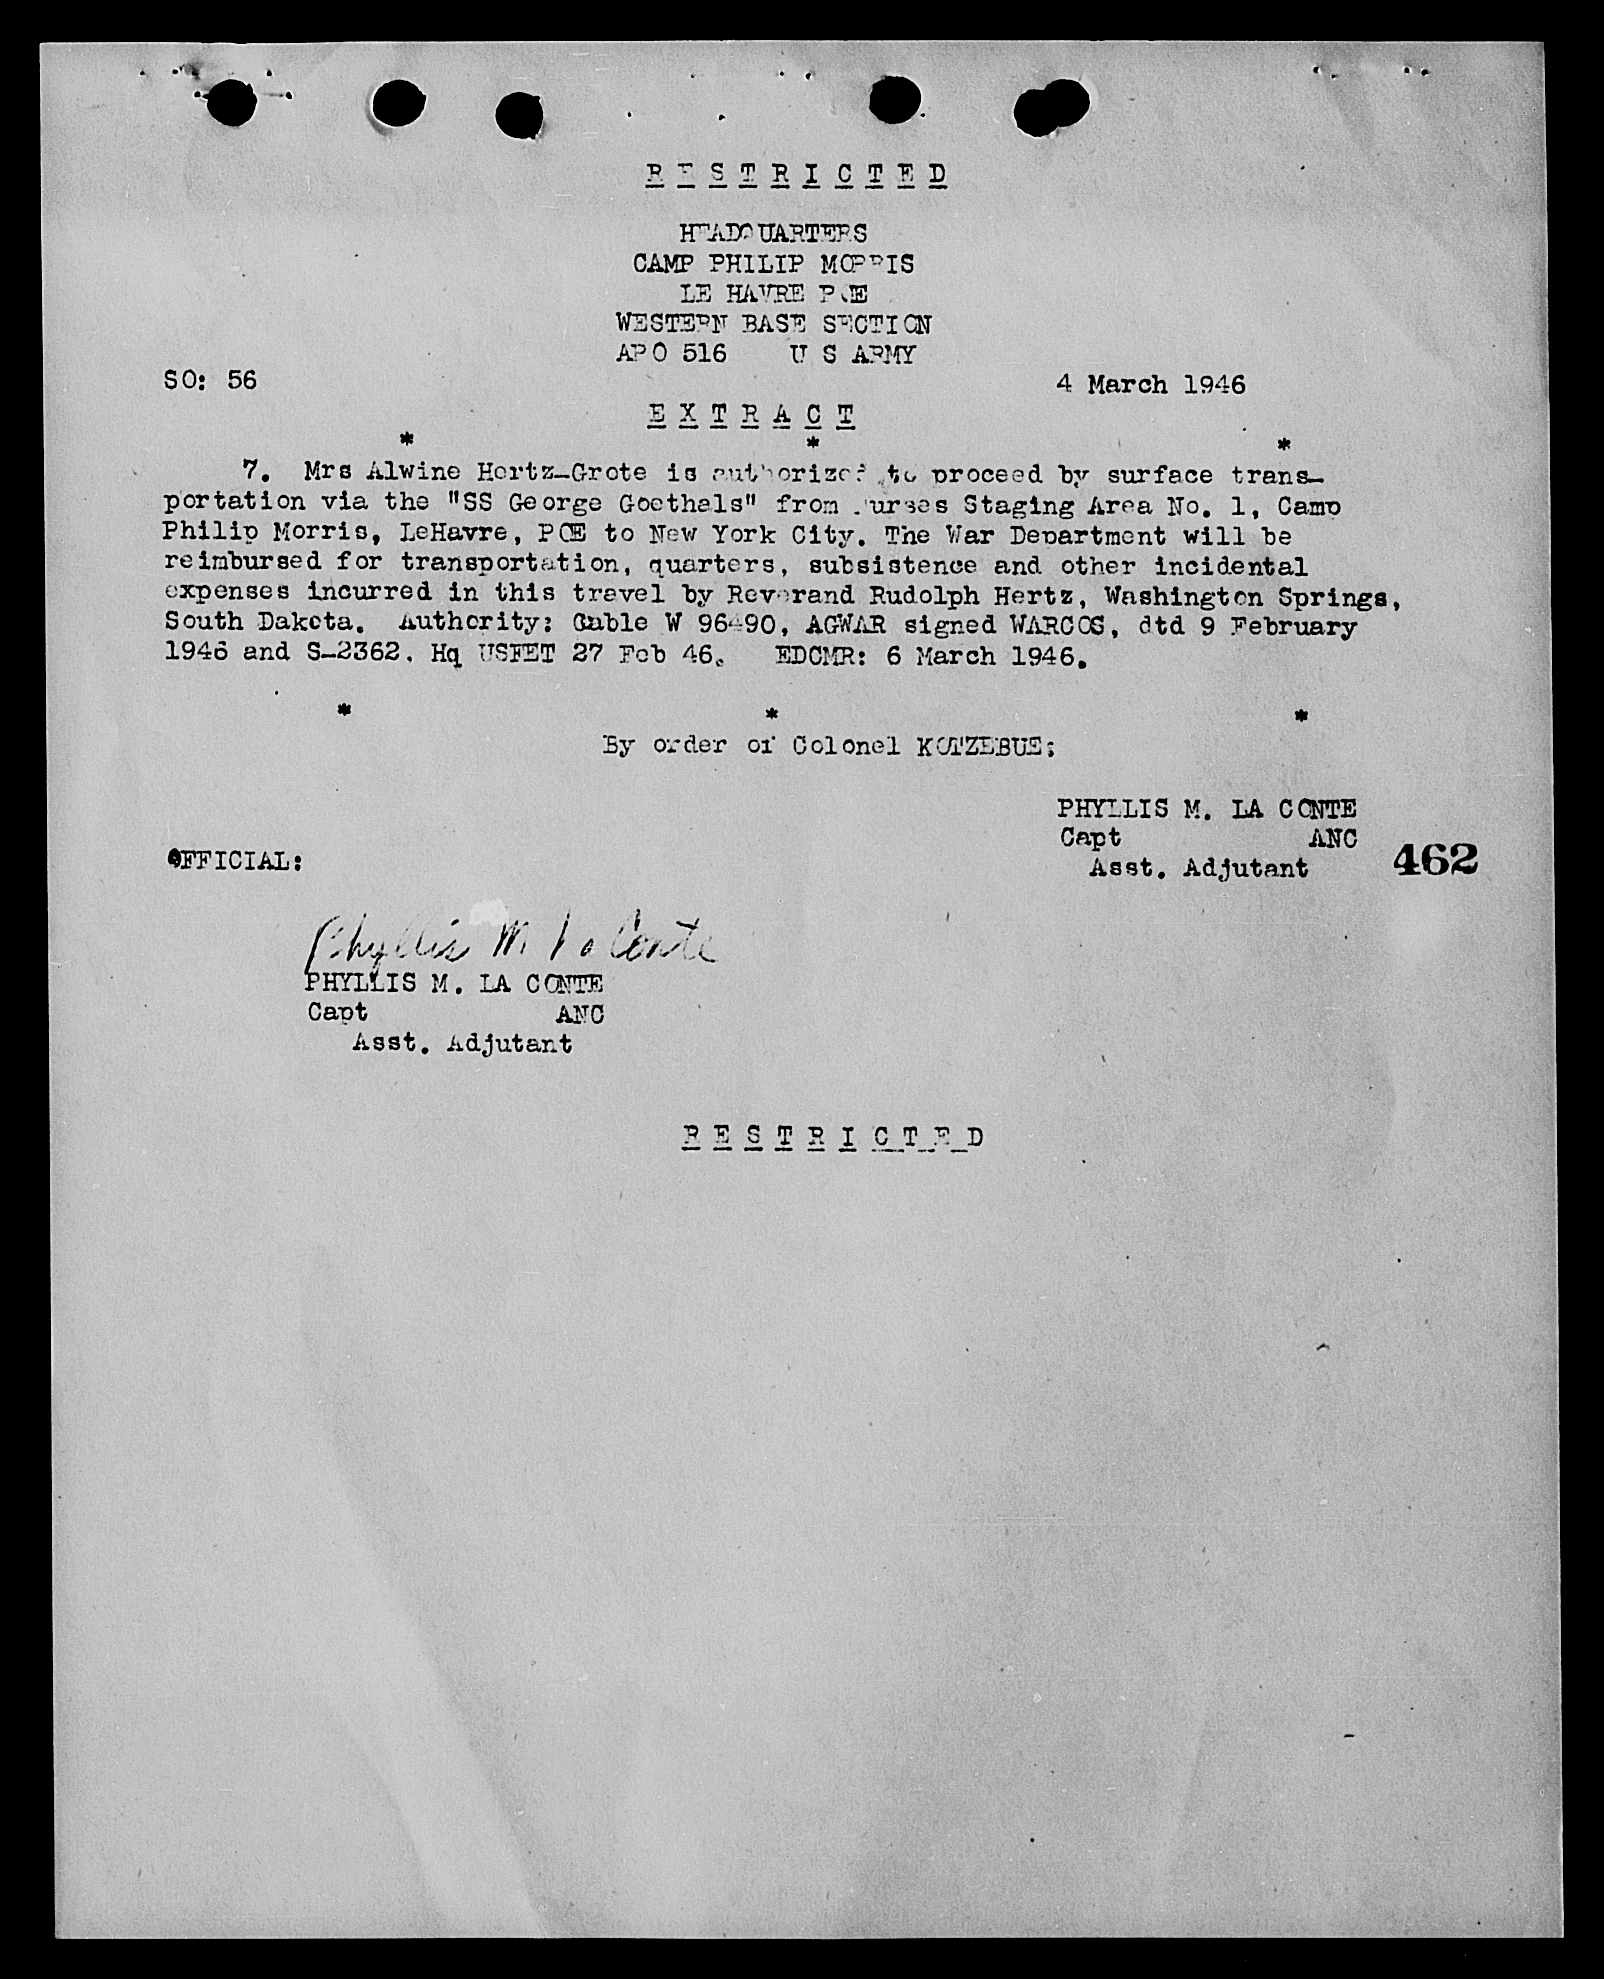 R E S T R I C T E D
HEADQUARTERS
CAMP PHILIP MORRIS
LE HAVRE POE
WESTERN BASE SECTION
APO 516 U S ARMY
SO: 56 4 March 1946
E X T R A C T
* * *
7. Mrs Alwine Hertz-Grote is authorized to proceed by surface trans-
portation via the "SS George Goethals" from Nurses Staging Area No. 1, Camp
Philip Morris, LeHavre, POE to New York City. The War Department will be
reimbursed for transportation, quarters, subsistence and other incidental
expenses incurred in this travel by Reverand Rudolph Hertz, Washington Springs,
South Dakota. Authority: Cable W 96490, AGWAR signed WARCOS, dtd 9 February
1946 and S-2362. Hq USFET 27 Feb 46. EDCMR: 6 March 1946.
* * *
By order of Colonel KOTZEBUE:
PHYLLIS M. LA CONTE
Capt ANC
Asst. Adjutant 462
OFFICIAL:
Phyllis M La Conte
PHYLLIS M. LA CONTE
Capt ANC
Asst. Adjutant
R E S T R I C T E D